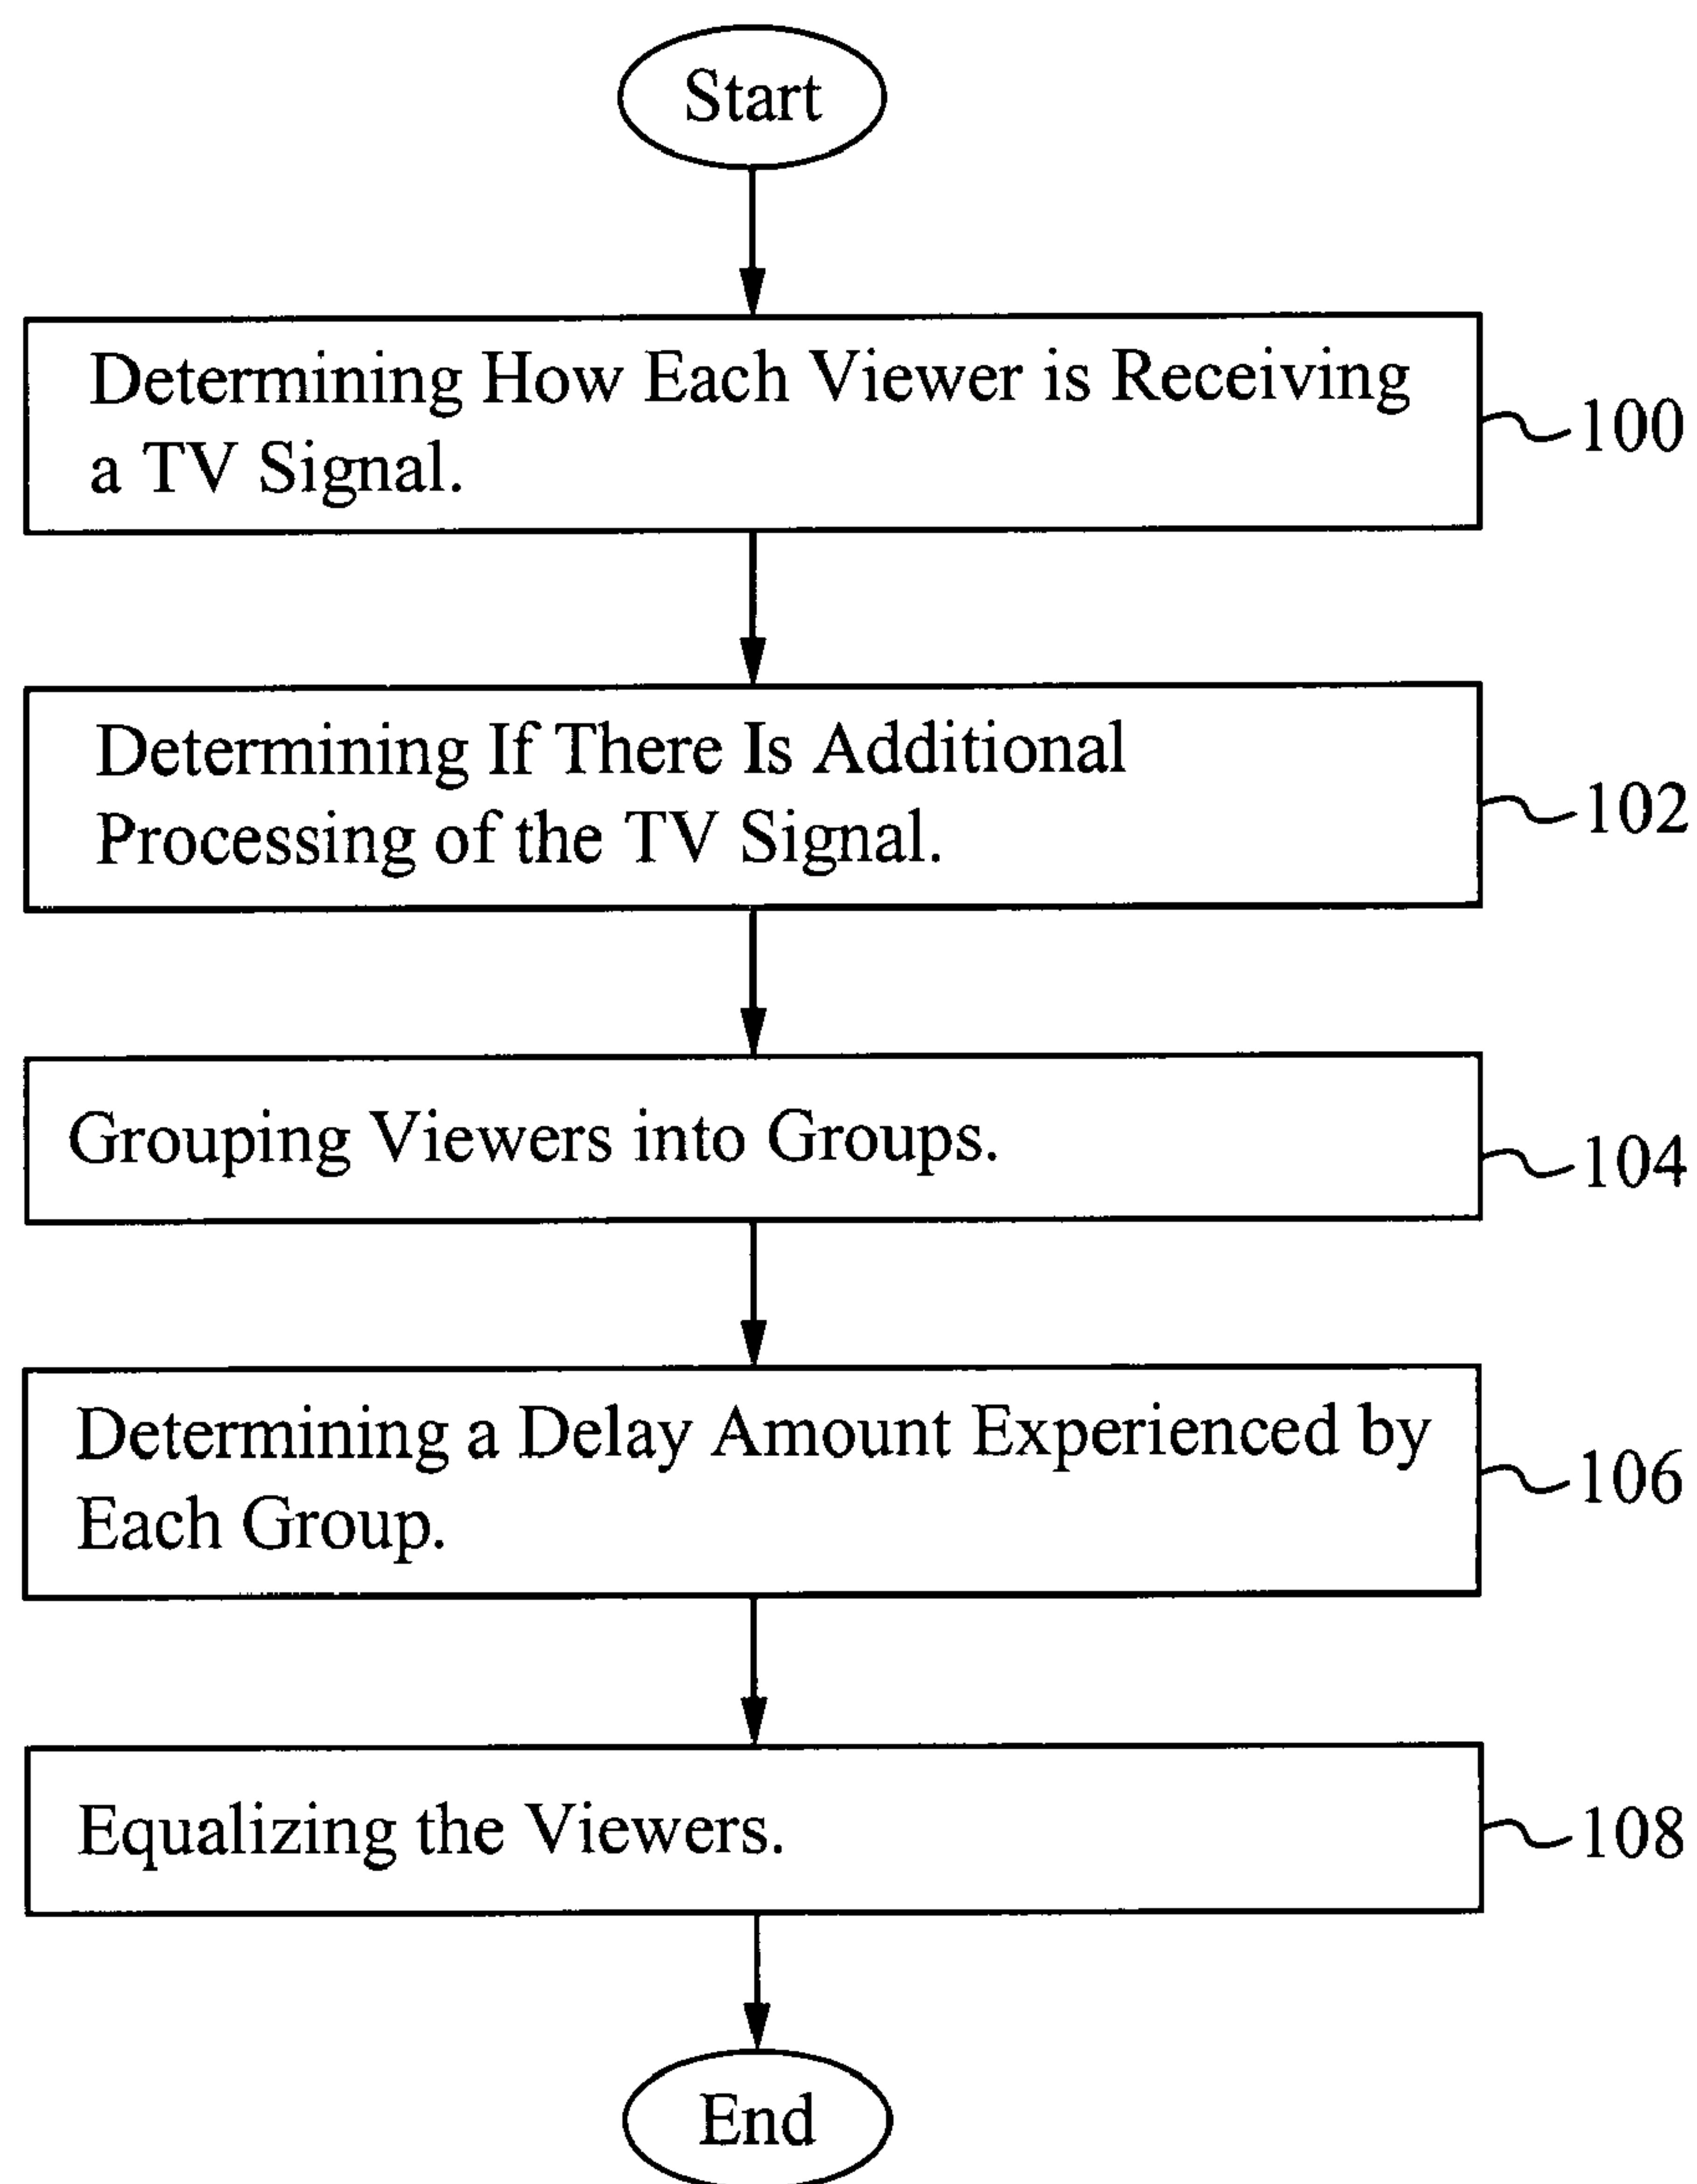 Start
Determining How Each Viewer is Receiving
a TV Signal.
100
Determining If There Is Additional
Processing of the TV Signal.
102
Grouping Viewers into Groups.
104
Determining a Delay Amount Experienced by
Each Group.
106
Equalizing the Viewers.
108
End